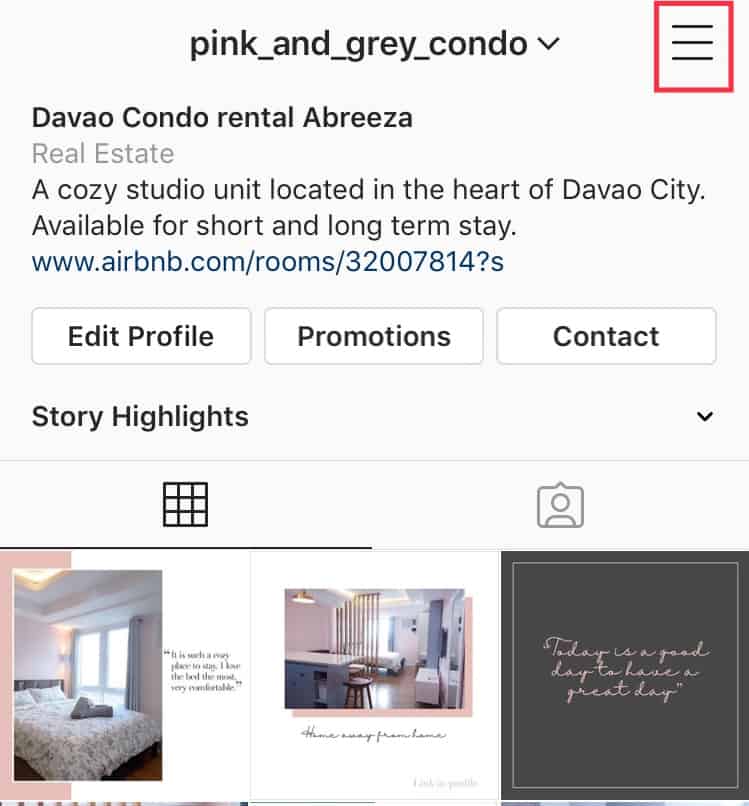 pink_and_grey_condo
Davao Condo rental Abreeza
Real Estate
A cozy studio unit located in the heart of Davao City.
Available for short and long term stay.
www.airbnb.com/rooms/32007814?s
Edit Profile
Promotions
Contact
Story Highlights
“It is such a cozy
place to stay. I love
the bed the most,
very comfortable.”
Home away from home
Link in profile
“Today is a good
day to have a
great day”